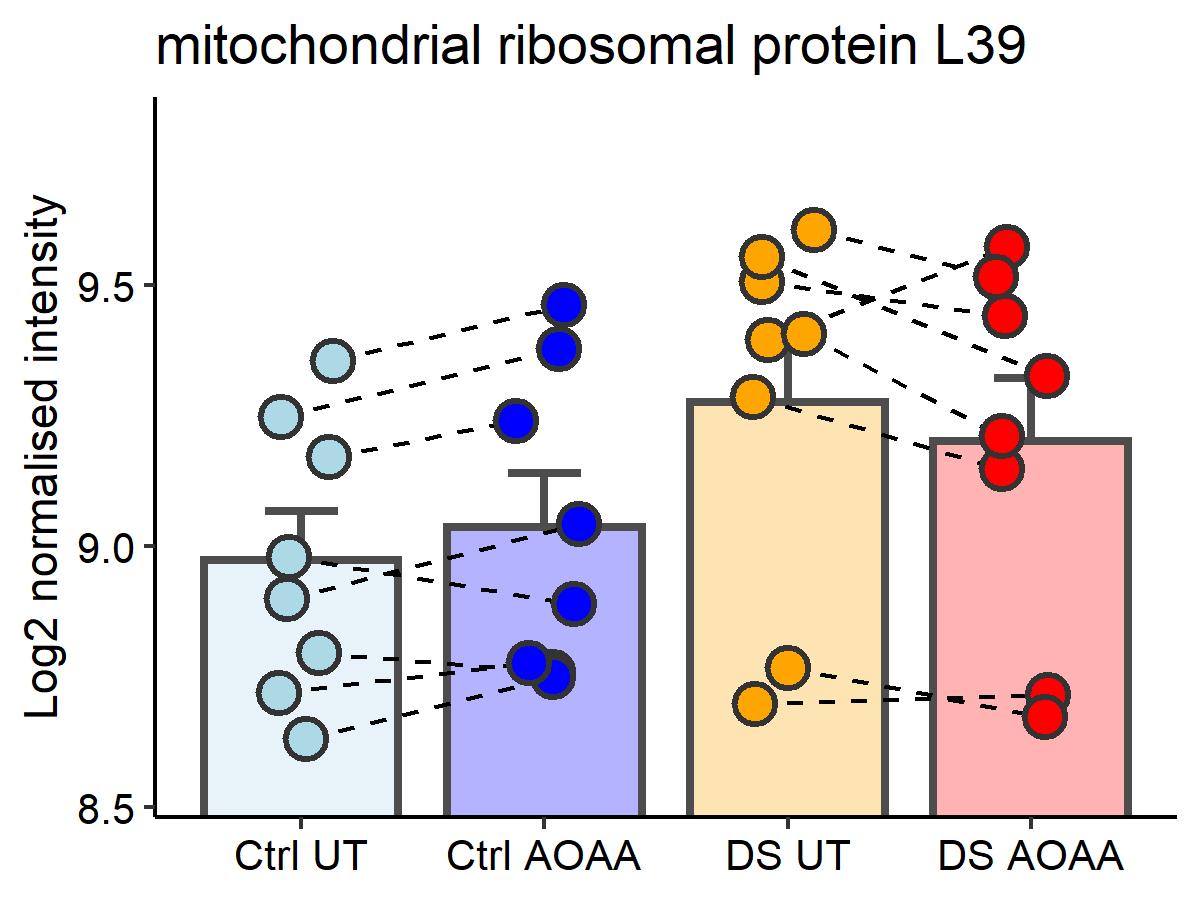 mitochondrial ribosomal protein L39
Log2 normalised intensity
9.5
9.0
8.5
Ctrl UT
Ctrl AOAA
DS UT
DS AOAA